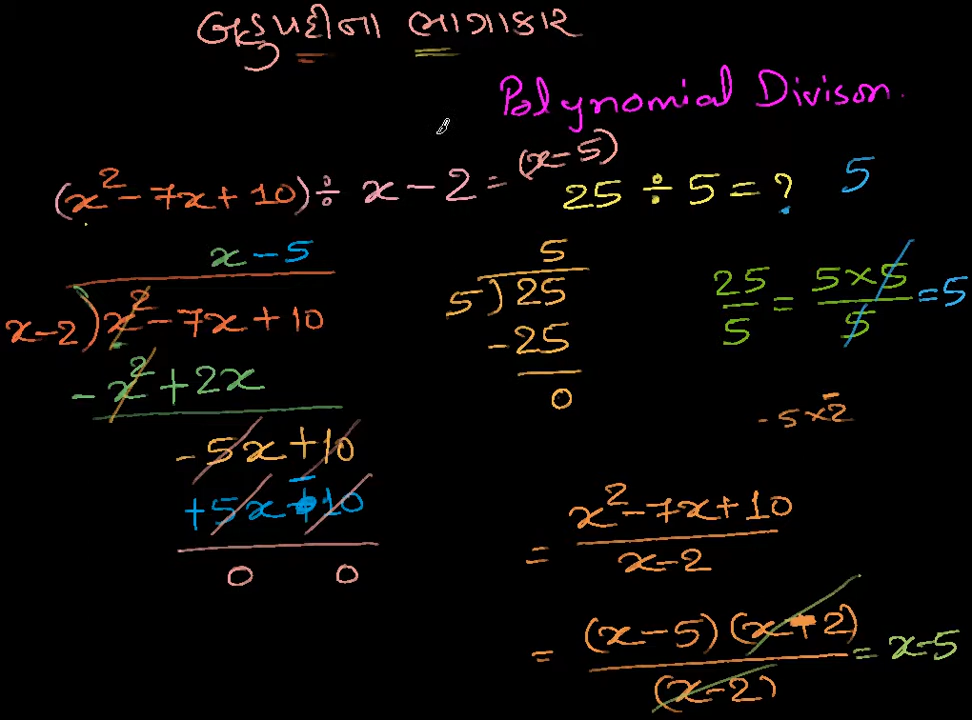 બહુપદીના ભાગાકાર
Polynomial Divison.
(x² - 7x + 10) ÷ x - 2 = (x - 5)
25 ÷ 5 = ? 5
x - 5
x - 2 ) x² - 7x + 10
- x² + 2x
- 5x + 10
+ 5x - 10
0 0
5
5 ) 25
- 25
0
25/5 = 5 × 5/5 = 5
- 5 × -2
= x² - 7x + 10 / x - 2
= (x - 5) (x - 2) / (x - 2) = x - 5